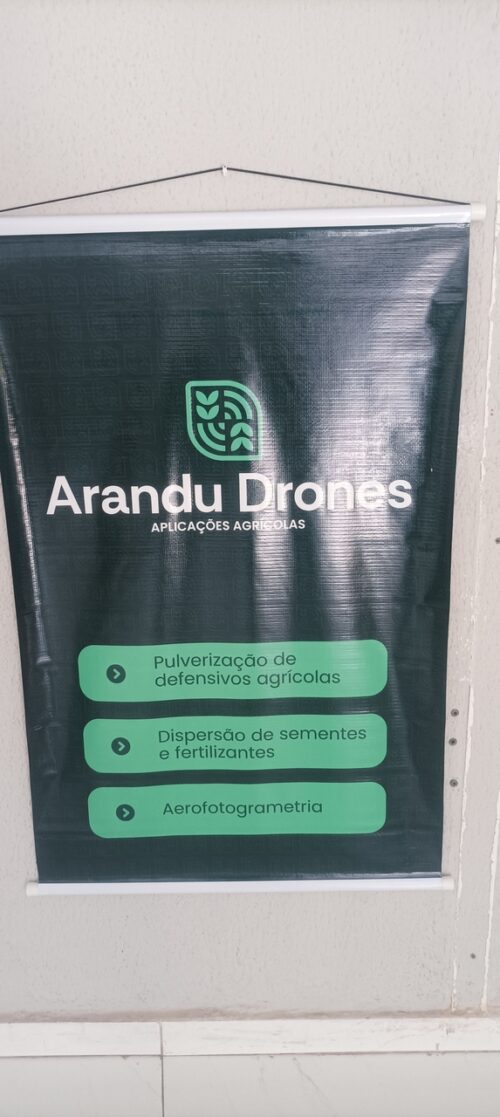 Arandu Drones
APLICAÇÕES AGRÍCOLAS
Pulverização de
defensivos agrícolas
Dispersão de sementes
e fertilizantes
Aerofotogrametria